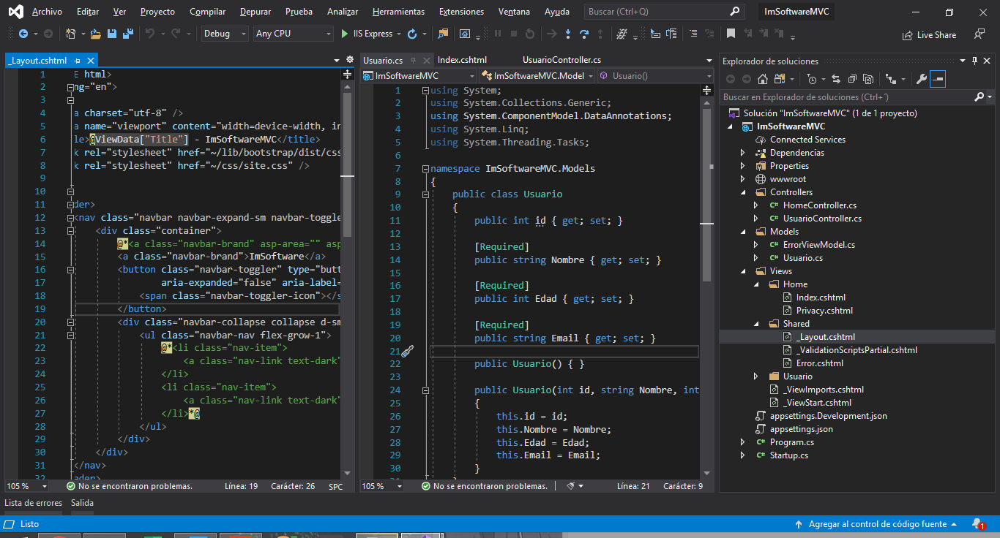 Archivo Editar Ver Proyecto Compilar Depurar Prueba Analizar Herramientas Extensiones Ventana Ayuda Buscar (Ctrl+Q) ImSoftwareMVC
Debug Any CPU IIS Express Live Share
_Layout.cshtml
1 E html>
2 ng="en">
3
4 a charset="utf-8" />
5 a name="viewport" content="width=device-width, in
6 le>@ViewData["Title"] - ImSoftwareMVC</title>
7 k rel="stylesheet" href="~/lib/bootstrap/dist/css
8 k rel="stylesheet" href="~/css/site.css" />
9
10
11 der>
12 <nav class="navbar navbar-expand-sm navbar-toggle
13 <div class="container">
14 @*<a class="navbar-brand" asp-area="" asp
15 <a class="navbar-brand">ImSoftware</a>
16 <button class="navbar-toggler" type="butt
17 aria-expanded="false" aria-label=
18 <span class="navbar-toggler-icon"></s
19 </button>
20 <div class="navbar-collapse collapse d-sm
21 <ul class="navbar-nav flex-grow-1">
22 @*<li class="nav-item">
23 <a class="nav-link text-dark"
24 </li>
25 <li class="nav-item">
26 <a class="nav-link text-dark"
27 </li>*@
28 </ul>
29 </div>
30 </div>
31 </nav>
32 ader>
105 % No se encontraron problemas. Línea: 19 Carácter: 26 SPC
Usuario.cs Index.cshtml UsuarioController.cs
ImSoftwareMVC ImSoftwareMVC.Model Usuario()
1 using System;
2 using System.Collections.Generic;
3 using System.ComponentModel.DataAnnotations;
4 using System.Linq;
5 using System.Threading.Tasks;
6
7 namespace ImSoftwareMVC.Models
8 {
9 public class Usuario
10 {
11 public int id { get; set; }
12
13 [Required]
14 public string Nombre { get; set; }
15
16 [Required]
17 public int Edad { get; set; }
18
19 [Required]
20 public string Email { get; set; }
21
22 public Usuario() { }
23
24 public Usuario(int id, string Nombre, int
25 {
26 this.id = id;
27 this.Nombre = Nombre;
28 this.Edad = Edad;
29 this.Email = Email;
30 }
105 % No se encontraron problemas. Línea: 21 Carácter: 9
Explorador de soluciones
Buscar en Explorador de soluciones (Ctrl+´)
Solución "ImSoftwareMVC" (1 de 1 proyecto)
ImSoftwareMVC
Connected Services
Dependencias
Properties
wwwroot
Controllers
C# HomeController.cs
C# UsuarioController.cs
Models
C# ErrorViewModel.cs
C# Usuario.cs
Views
Home
Index.cshtml
Privacy.cshtml
Shared
_Layout.cshtml
_ValidationScriptsPartial.cshtml
Error.cshtml
Usuario
_ViewImports.cshtml
_ViewStart.cshtml
appsettings.Development.json
appsettings.json
C# Program.cs
C# Startup.cs
Lista de errores Salida
Listo Agregar al control de código fuente 1